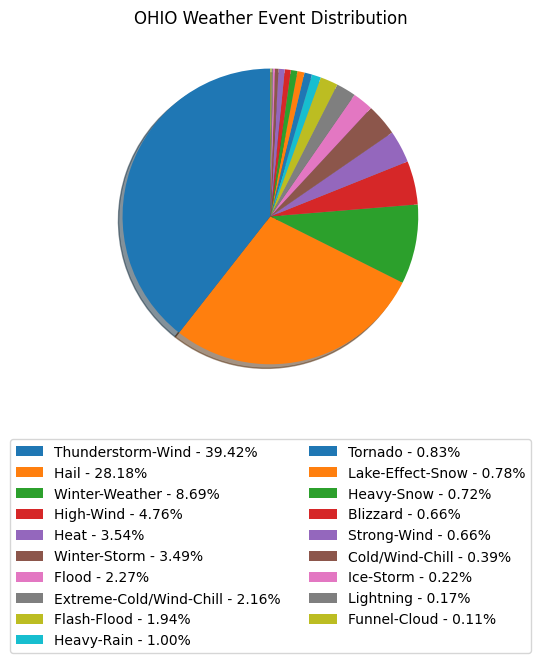 OHIO Weather Event Distribution
Thunderstorm-Wind - 39.42%
Hail - 28.18%
Winter-Weather - 8.69%
High-Wind - 4.76%
Heat - 3.54%
Winter-Storm - 3.49%
Flood - 2.27%
Extreme-Cold/Wind-Chill - 2.16%
Flash-Flood - 1.94%
Heavy-Rain - 1.00%
Tornado - 0.83%
Lake-Effect-Snow - 0.78%
Heavy-Snow - 0.72%
Blizzard - 0.66%
Strong-Wind - 0.66%
Cold/Wind-Chill - 0.39%
Ice-Storm - 0.22%
Lightning - 0.17%
Funnel-Cloud - 0.11%